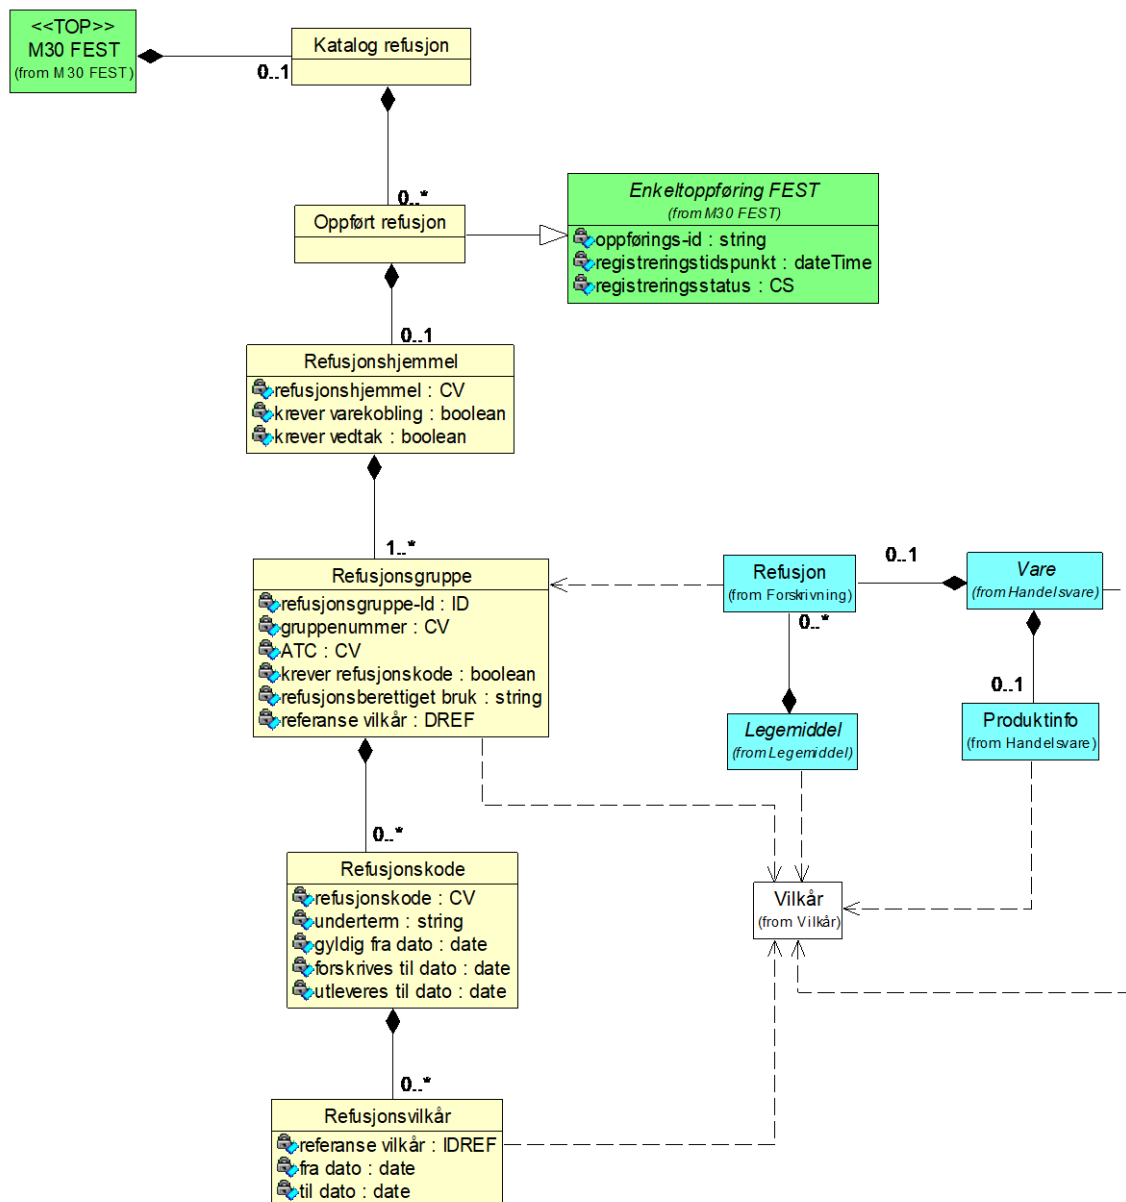 <<TOP>>
M30 FEST
(from M30 FEST)
0..1
Katalog refusjon
0..*
Oppført refusjon
Enkeltoppføring FEST
(from M30 FEST)
oppførings-id : string
registreringstidspunkt : dateTime
registreringsstatus : CS
0..1
Refusjonshjemmel
refusjonshjemmel : CV
krever varekobling : boolean
krever vedtak : boolean
1..*
Refusjonsgruppe
refusjonsgruppe-Id : ID
gruppenummer : CV
ATC : CV
krever refusjonskode : boolean
refusjonsberettiget bruk : string
referanse vilkår : DREF
Refusjon
(from Forskrivning)
0..1
0..*
Vare
(from Handelsvare)
0..1
Legemiddel
(from Legemiddel)
Produktinfo
(from Handelsvare)
0..*
Refusjonskode
refusjonskode : CV
underterm : string
gyldig fra dato : date
forskrives til dato : date
utleveres til dato : date
Vilkår
(from Vilkår)
0..*
Refusjonsvilkår
referanse vilkår : IDREF
fra dato : date
til dato : date